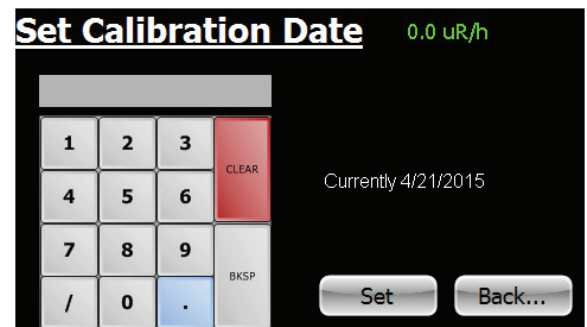 Set Calibration Date 0.0 uR/h
1 2 3 CLEAR
4 5 6
Currently 4/21/2015
7 8 9 BKSP
/ 0 .
Set Back...